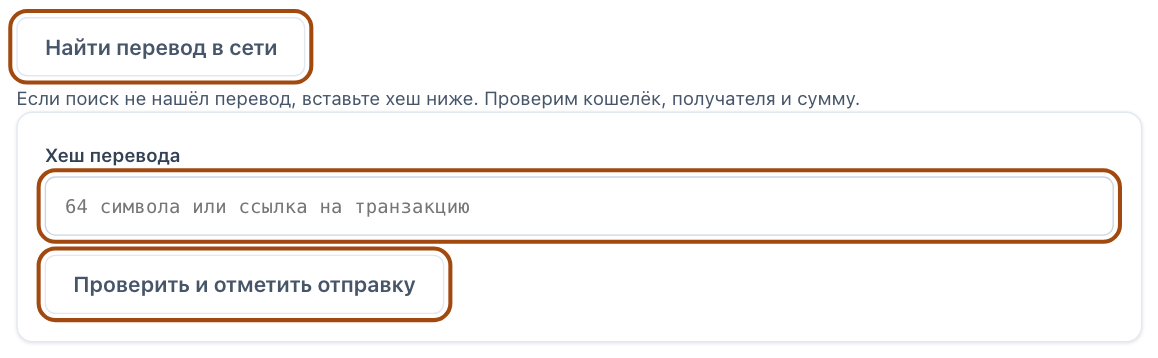 Найти перевод в сети
Если поиск не нашёл перевод, вставьте хеш ниже. Проверим кошелёк, получателя и сумму.
Хеш перевода
64 символа или ссылка на транзакцию
Проверить и отметить отправку